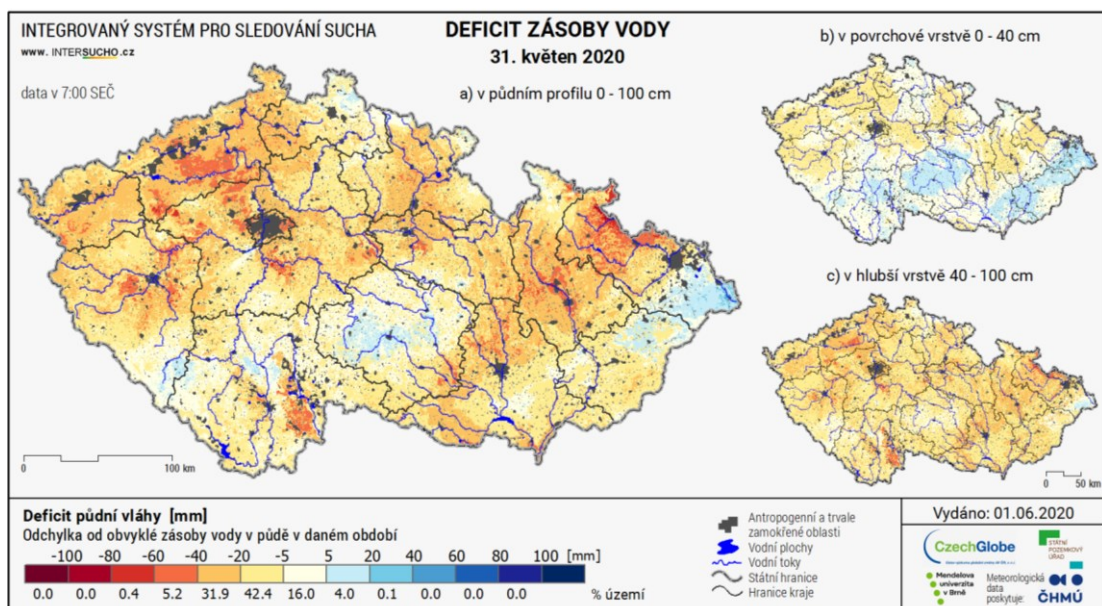 INTEGROVANÝ SYSTÉM PRO SLEDOVÁNÍ SUCHA
www. INTERSUCHO.cz
data v 7:00 SEČ
DEFICIT ZÁSOBY VODY
31. květen 2020
a) v půdním profilu 0 - 100 cm
b) v povrchové vrstvě 0 - 40 cm
c) v hlubší vrstvě 40 - 100 cm
0 100 km
0 50 km
Deficit půdní vláhy [mm]
Odchylka od obvyklé zásoby vody v půdě v daném období
-100 -80 -60 -40 -20 -5 5 20 40 60 80 100 [mm]
0.0 0.0 0.4 5.2 31.9 42.4 16.0 4.0 0.1 0.0 0.0 0.0 % území
Antropogenní a trvale
zamokřené oblasti
Vodní plochy
Vodní toky
Státní hranice
Hranice kraje
Vydáno: 01.06.2020
CzechGlobe
STÁTNÍ
POZEMKOVÝ
ÚŘAD
Mendelova
univerzita
v Brně
Meteorologická
data
poskytuje:
ČHMÚ